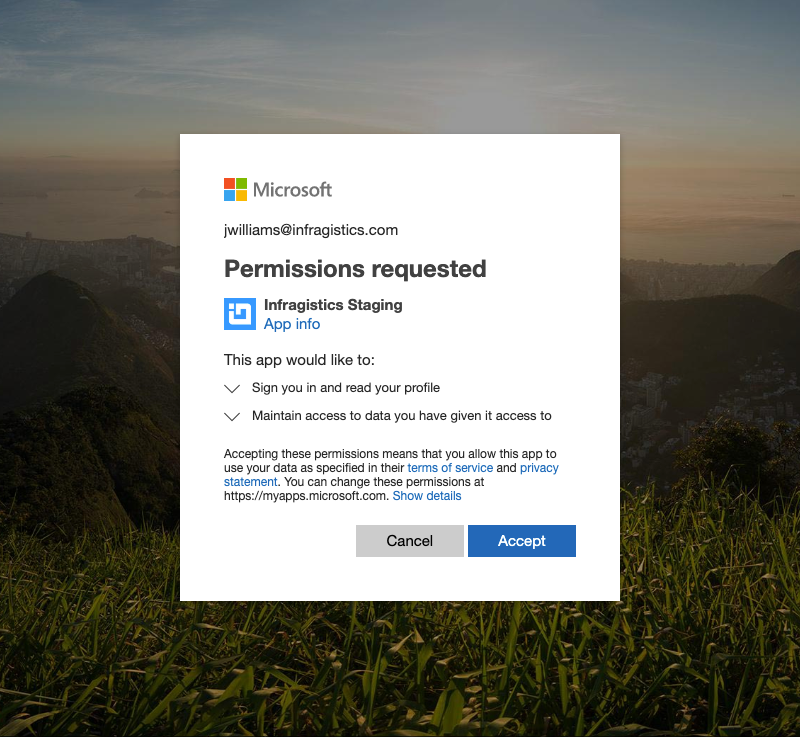 Microsoft
jwilliams@infragistics.com
Permissions requested
Infragistics Staging
App info
This app would like to:
Sign you in and read your profile
Maintain access to data you have given it access to
Accepting these permissions means that you allow this app to
use your data as specified in their terms of service and privacy
statement. You can change these permissions at
https://myapps.microsoft.com. Show details
Cancel Accept